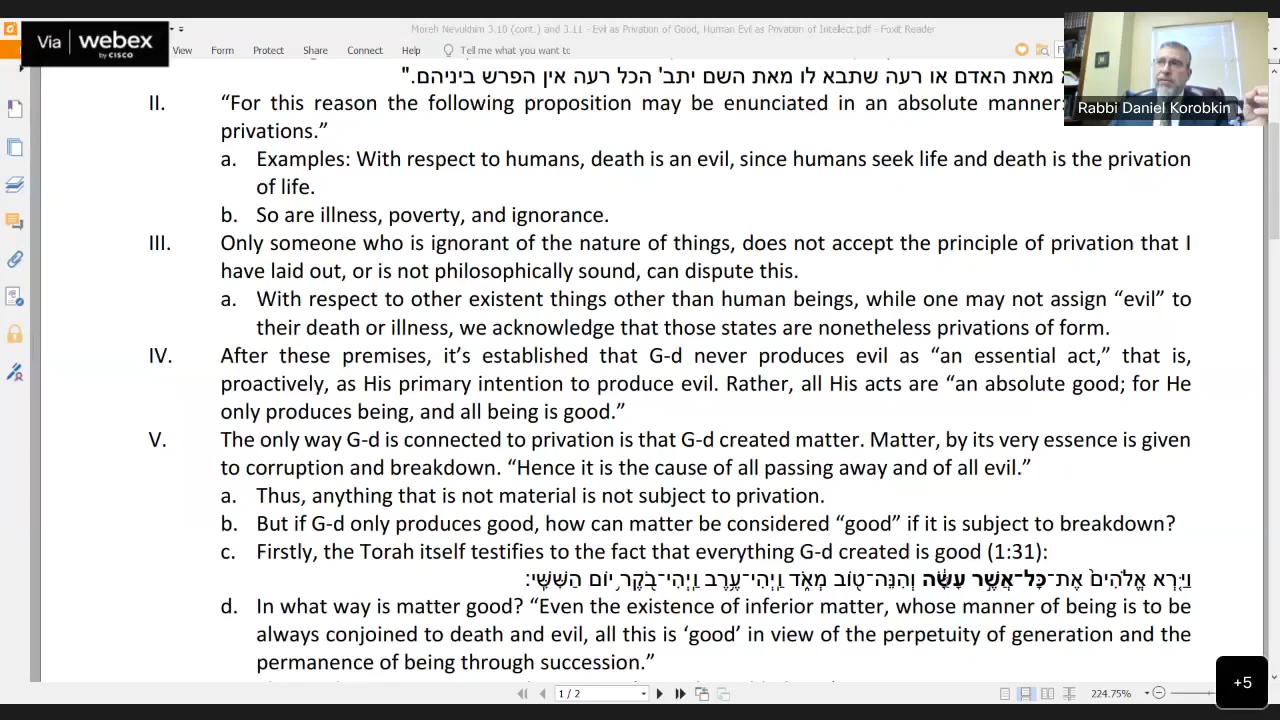 Moreh Nevukhim 3.10 (cont.) and 3.11 - Evil as Privation of Good, Human Evil as Privation of Intellect.pdf - Foxit Reader
Via webex
by CISCO
View Form Protect Share Connect Help Tell me what you want to
מאת האדם או רעה שתבא לו מאת השם יתב' הכל רעה אין הפרש ביניהם."
Rabbi Daniel Korobkin
II. “For this reason the following proposition may be enunciated in an absolute manner:
privations.”
a. Examples: With respect to humans, death is an evil, since humans seek life and death is the privation
of life.
b. So are illness, poverty, and ignorance.
III. Only someone who is ignorant of the nature of things, does not accept the principle of privation that I
have laid out, or is not philosophically sound, can dispute this.
a. With respect to other existent things other than human beings, while one may not assign “evil” to
their death or illness, we acknowledge that those states are nonetheless privations of form.
IV. After these premises, it’s established that G-d never produces evil as “an essential act,” that is,
proactively, as His primary intention to produce evil. Rather, all His acts are “an absolute good; for He
only produces being, and all being is good.”
V. The only way G-d is connected to privation is that G-d created matter. Matter, by its very essence is given
to corruption and breakdown. “Hence it is the cause of all passing away and of all evil.”
a. Thus, anything that is not material is not subject to privation.
b. But if G-d only produces good, how can matter be considered “good” if it is subject to breakdown?
c. Firstly, the Torah itself testifies to the fact that everything G-d created is good (1:31):
וַיַּ֤רְא אֱלֹהִים֙ אֶת־כׇּל־אֲשֶׁ֣ר עָשָׂ֔ה וְהִנֵּה־ט֖וֹב מְאֹ֑ד וַֽיְהִי־עֶ֥רֶב וַֽיְהִי־בֹ֖קֶר י֥וֹם הַשִּׁשִּֽׁי׃
d. In what way is matter good? “Even the existence of inferior matter, whose manner of being is to be
always conjoined to death and evil, all this is ‘good’ in view of the perpetuity of generation and the
permanence of being through succession.”
1 / 2
224.75%
+5